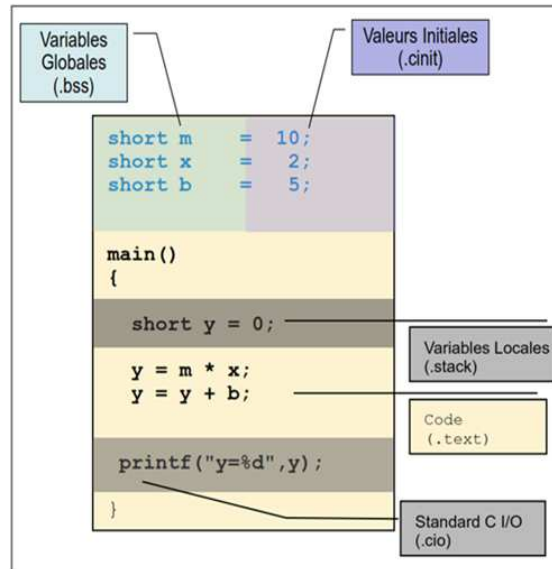 Variables
Globales
(.bss)
Valeurs Initiales
(.cinit)
short m = 10;
short x = 2;
short b = 5;
main()
{
short y = 0;
Variables Locales
(.stack)
y = m * x;
y = y + b;
Code
(.text)
printf("y=%d",y);
}
Standard C I/O
(.cio)